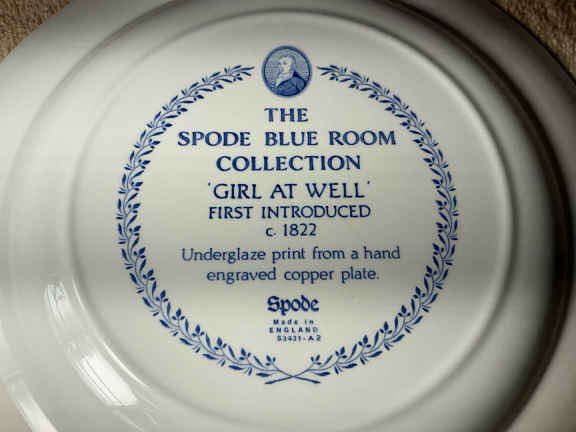 THE
SPODE BLUE ROOM
COLLECTION
'GIRL AT WELL'
FIRST INTRODUCED
c. 1822
Underglaze print from a hand
engraved copper plate.
Spode
Made in
ENGLAND
S3431-A2